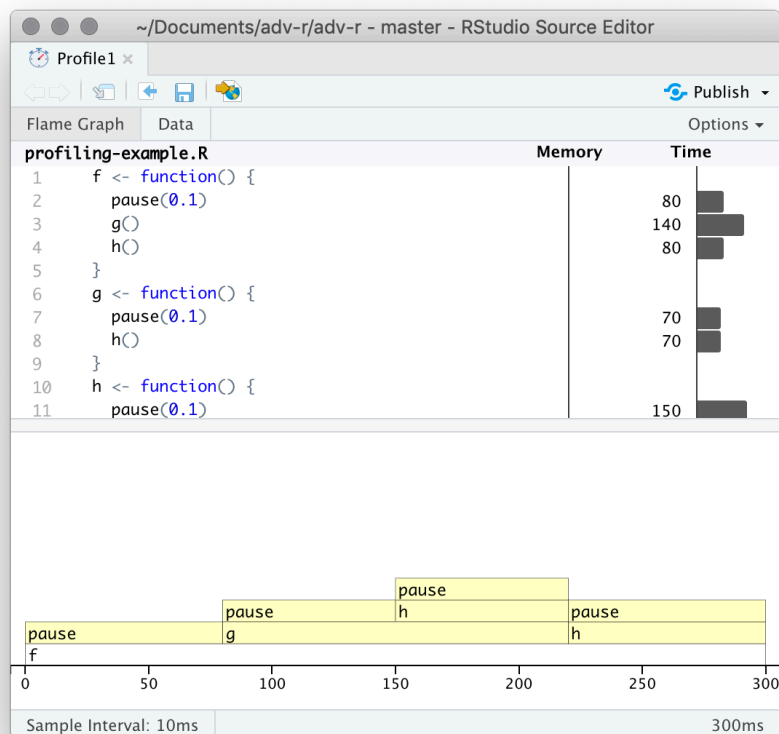 ~/Documents/adv-r/adv-r - master - RStudio Source Editor
Profile1 ×
Publish
Flame Graph Data Options
profiling-example.R Memory Time
1 f <- function() {
2 pause(0.1) 80
3 g() 140
4 h() 80
5 }
6 g <- function() {
7 pause(0.1) 70
8 h() 70
9 }
10 h <- function() {
11 pause(0.1) 150
pause
pause h pause
pause g h
f
0 50 100 150 200 250 300
Sample Interval: 10ms 300ms